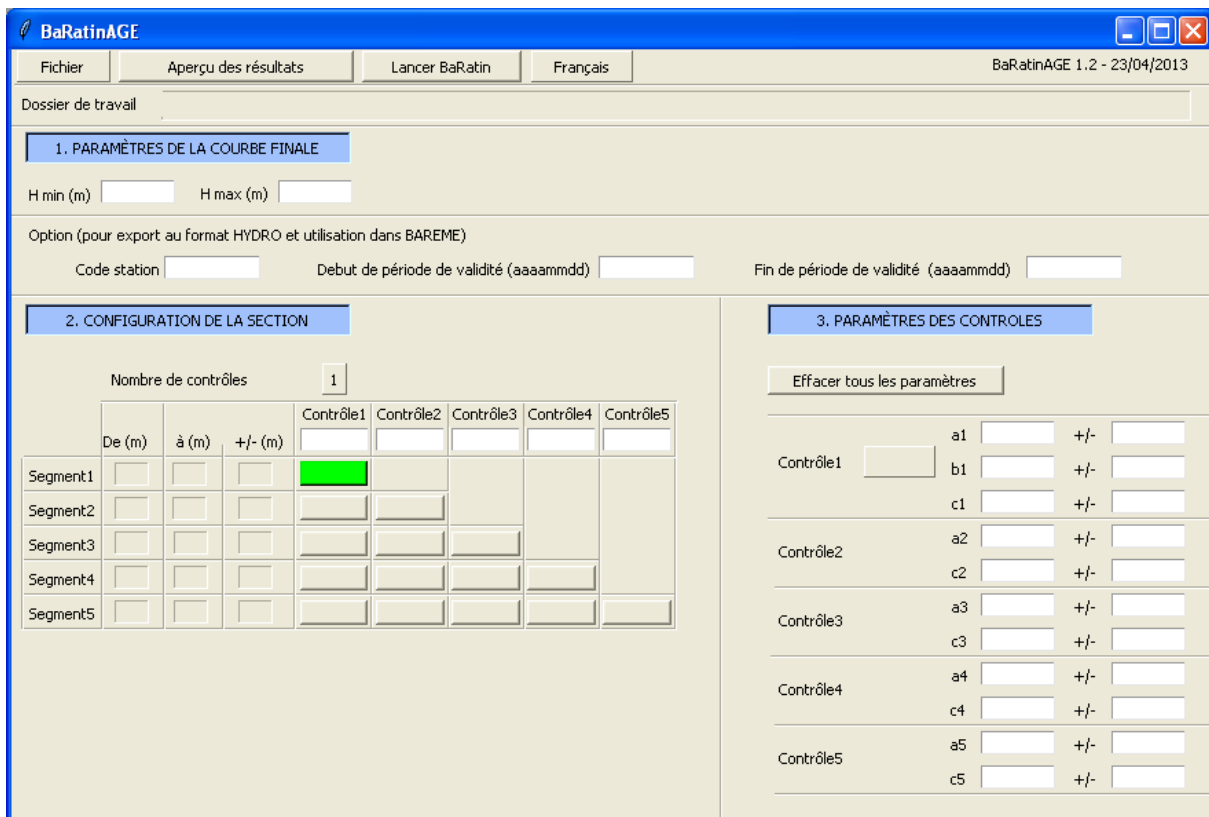 BaRatinAGE
Fichier Aperçu des résultats Lancer BaRatin Français BaRatinAGE 1.2 - 23/04/2013
Dossier de travail
1. PARAMÈTRES DE LA COURBE FINALE
H min (m) H max (m)
Option (pour export au format HYDRO et utilisation dans BAREME)
Code station Debut de période de validité (aaaammdd) Fin de période de validité (aaaammdd)
2. CONFIGURATION DE LA SECTION
3. PARAMÈTRES DES CONTROLES
Nombre de contrôles 1
Effacer tous les paramètres
Contrôle1 Contrôle2 Contrôle3 Contrôle4 Contrôle5
De (m) à (m) +/- (m)
Segment1
Segment2
Segment3
Segment4
Segment5
a1 +/-
Contrôle1 b1 +/-
c1 +/-
Contrôle2 a2 +/-
c2 +/-
Contrôle3 a3 +/-
c3 +/-
Contrôle4 a4 +/-
c4 +/-
Contrôle5 a5 +/-
c5 +/-